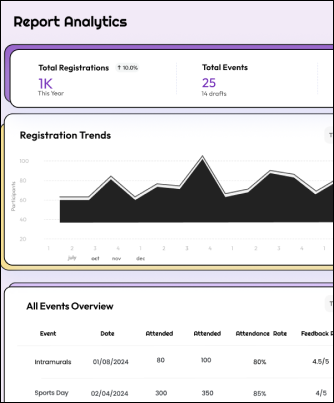 Report Analytics
Total Registrations ↑ 10.0%
1K
This Year
Total Events
25
14 drafts
Registration Trends
T
100
80
60
40
20
Participants
1 2 3 4 1 2 3 4 1 2 3 4 1
july oct nov dec
All Events Overview
T
Event Date Attended Attended Attendance Rate Feedback R
Intramurals 01/08/2024 80 100 80% 4.5/5
Sports Day 02/04/2024 300 350 85% 4/5